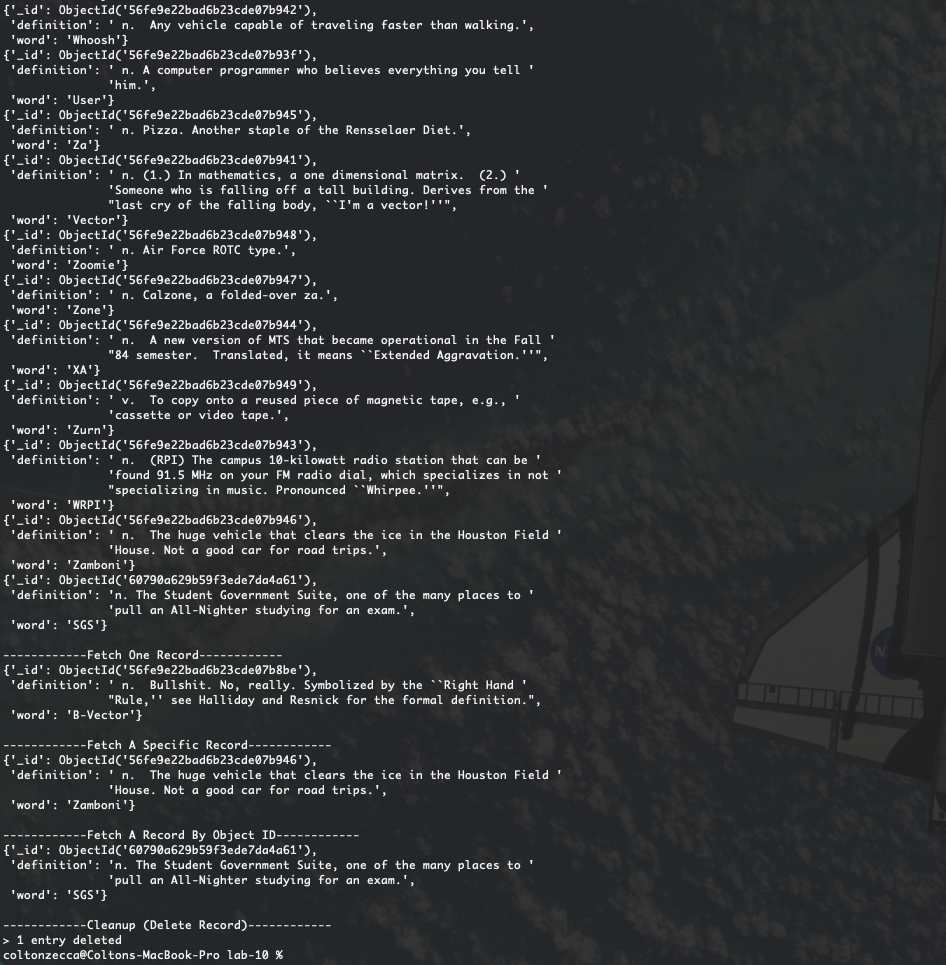 {'_id': ObjectId('56fe9e22bad6b23cde07b942'),
 'definition': ' n.  Any vehicle capable of traveling faster than walking.',
 'word': 'Whoosh'}
{'_id': ObjectId('56fe9e22bad6b23cde07b93f'),
 'definition': ' n. A computer programmer who believes everything you tell '
               'him.',
 'word': 'User'}
{'_id': ObjectId('56fe9e22bad6b23cde07b945'),
 'definition': ' n. Pizza. Another staple of the Rensselaer Diet.',
 'word': 'Za'}
{'_id': ObjectId('56fe9e22bad6b23cde07b941'),
 'definition': ' n. (1.) In mathematics, a one dimensional matrix.  (2.) '
               'Someone who is falling off a tall building. Derives from the '
               "last cry of the falling body, ``I'm a vector!''",
 'word': 'Vector'}
{'_id': ObjectId('56fe9e22bad6b23cde07b948'),
 'definition': ' n. Air Force ROTC type.',
 'word': 'Zoomie'}
{'_id': ObjectId('56fe9e22bad6b23cde07b947'),
 'definition': ' n. Calzone, a folded-over za.',
 'word': 'Zone'}
{'_id': ObjectId('56fe9e22bad6b23cde07b944'),
 'definition': ' n.  A new version of MTS that became operational in the Fall '
               "84 semester.  Translated, it means ``Extended Aggravation.''",
 'word': 'XA'}
{'_id': ObjectId('56fe9e22bad6b23cde07b949'),
 'definition': ' v.  To copy onto a reused piece of magnetic tape, e.g., '
               'cassette or video tape.',
 'word': 'Zurn'}
{'_id': ObjectId('56fe9e22bad6b23cde07b943'),
 'definition': ' n.  (RPI) The campus 10-kilowatt radio station that can be '
               'found 91.5 MHz on your FM radio dial, which specializes in not '
               "specializing in music. Pronounced ``Whirpee.''",
 'word': 'WRPI'}
{'_id': ObjectId('56fe9e22bad6b23cde07b946'),
 'definition': ' n.  The huge vehicle that clears the ice in the Houston Field '
               'House. Not a good car for road trips.',
 'word': 'Zamboni'}
{'_id': ObjectId('60790a629b59f3ede7da4a61'),
 'definition': 'n. The Student Government Suite, one of the many places to '
               'pull an All-Nighter studying for an exam.',
 'word': 'SGS'}
------------Fetch One Record------------
{'_id': ObjectId('56fe9e22bad6b23cde07b8be'),
 'definition': ' n.  Bullshit. No, really. Symbolized by the ``Right Hand '
               "Rule,'' see Halliday and Resnick for the formal definition.",
 'word': 'B-Vector'}
------------Fetch A Specific Record------------
{'_id': ObjectId('56fe9e22bad6b23cde07b946'),
 'definition': ' n.  The huge vehicle that clears the ice in the Houston Field '
               'House. Not a good car for road trips.',
 'word': 'Zamboni'}
------------Fetch A Record By Object ID------------
{'_id': ObjectId('60790a629b59f3ede7da4a61'),
 'definition': 'n. The Student Government Suite, one of the many places to '
               'pull an All-Nighter studying for an exam.',
 'word': 'SGS'}
------------Cleanup (Delete Record)------------
> 1 entry deleted
coltonzecca@Coltons-MacBook-Pro lab-10 %